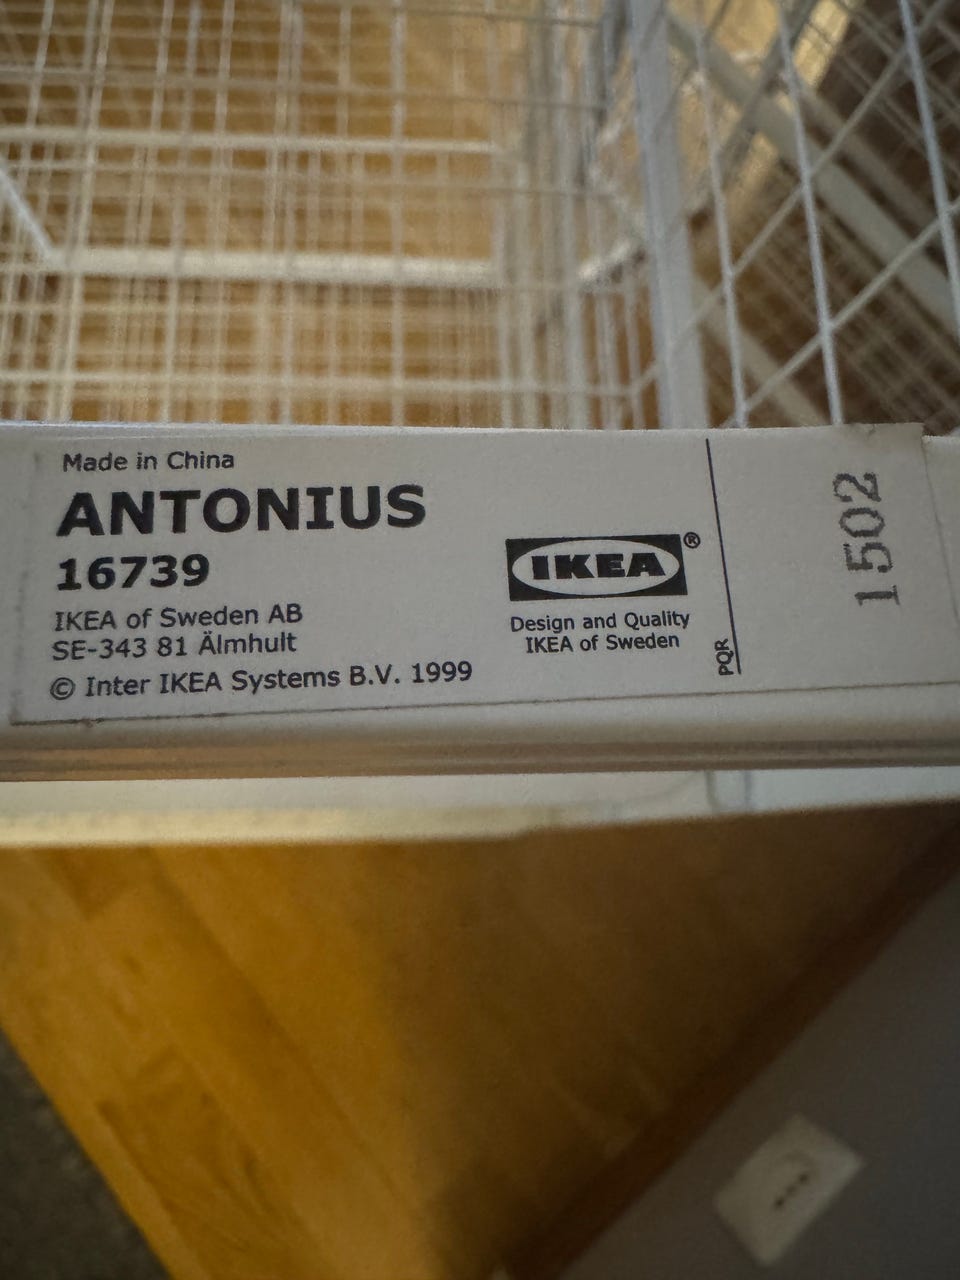 Made in China
ANTONIUS
16739
IKEA of Sweden AB
SE-343 81 Älmhult
© Inter IKEA Systems B.V. 1999
IKEA®
Design and Quality
IKEA of Sweden
PQR
1502